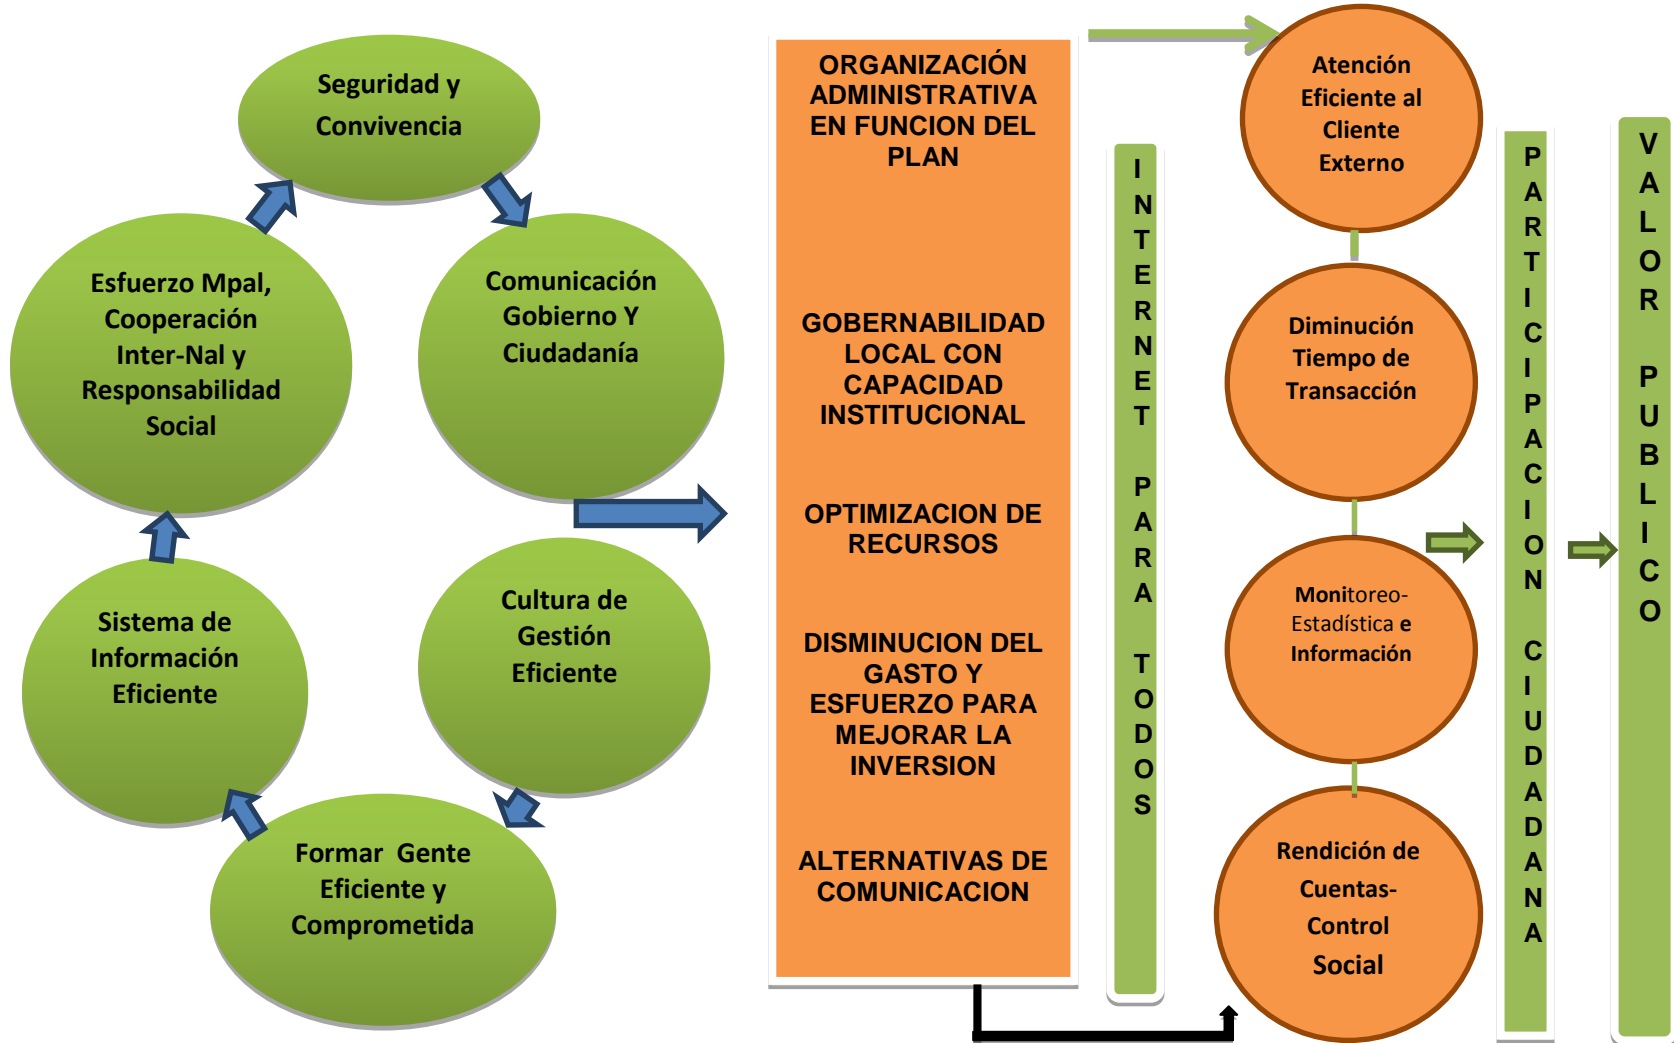 Seguridad y
Convivencia
Comunicación
Gobierno Y
Ciudadanía
Cultura de
Gestión
Eficiente
Formar  Gente
Eficiente y
Comprometida
Sistema de
Información
Eficiente
Esfuerzo Mpal,
Cooperación
Inter-Nal y
Responsabilidad
Social
ORGANIZACIÓN
ADMINISTRATIVA
EN FUNCION DEL
PLAN
GOBERNABILIDAD
LOCAL CON
CAPACIDAD
INSTITUCIONAL
OPTIMIZACION DE
RECURSOS
DISMINUCION DEL
GASTO Y
ESFUERZO PARA
MEJORAR LA
INVERSION
ALTERNATIVAS DE
COMUNICACION
INTERNET PARA TODOS
Atención
Eficiente al
Cliente
Externo
Diminución
Tiempo de
Transacción
Monitoreo-
Estadística e
Información
Rendición de
Cuentas-
Control
Social
PARTICIPACION CIUDADANA
VALOR PUBLICO